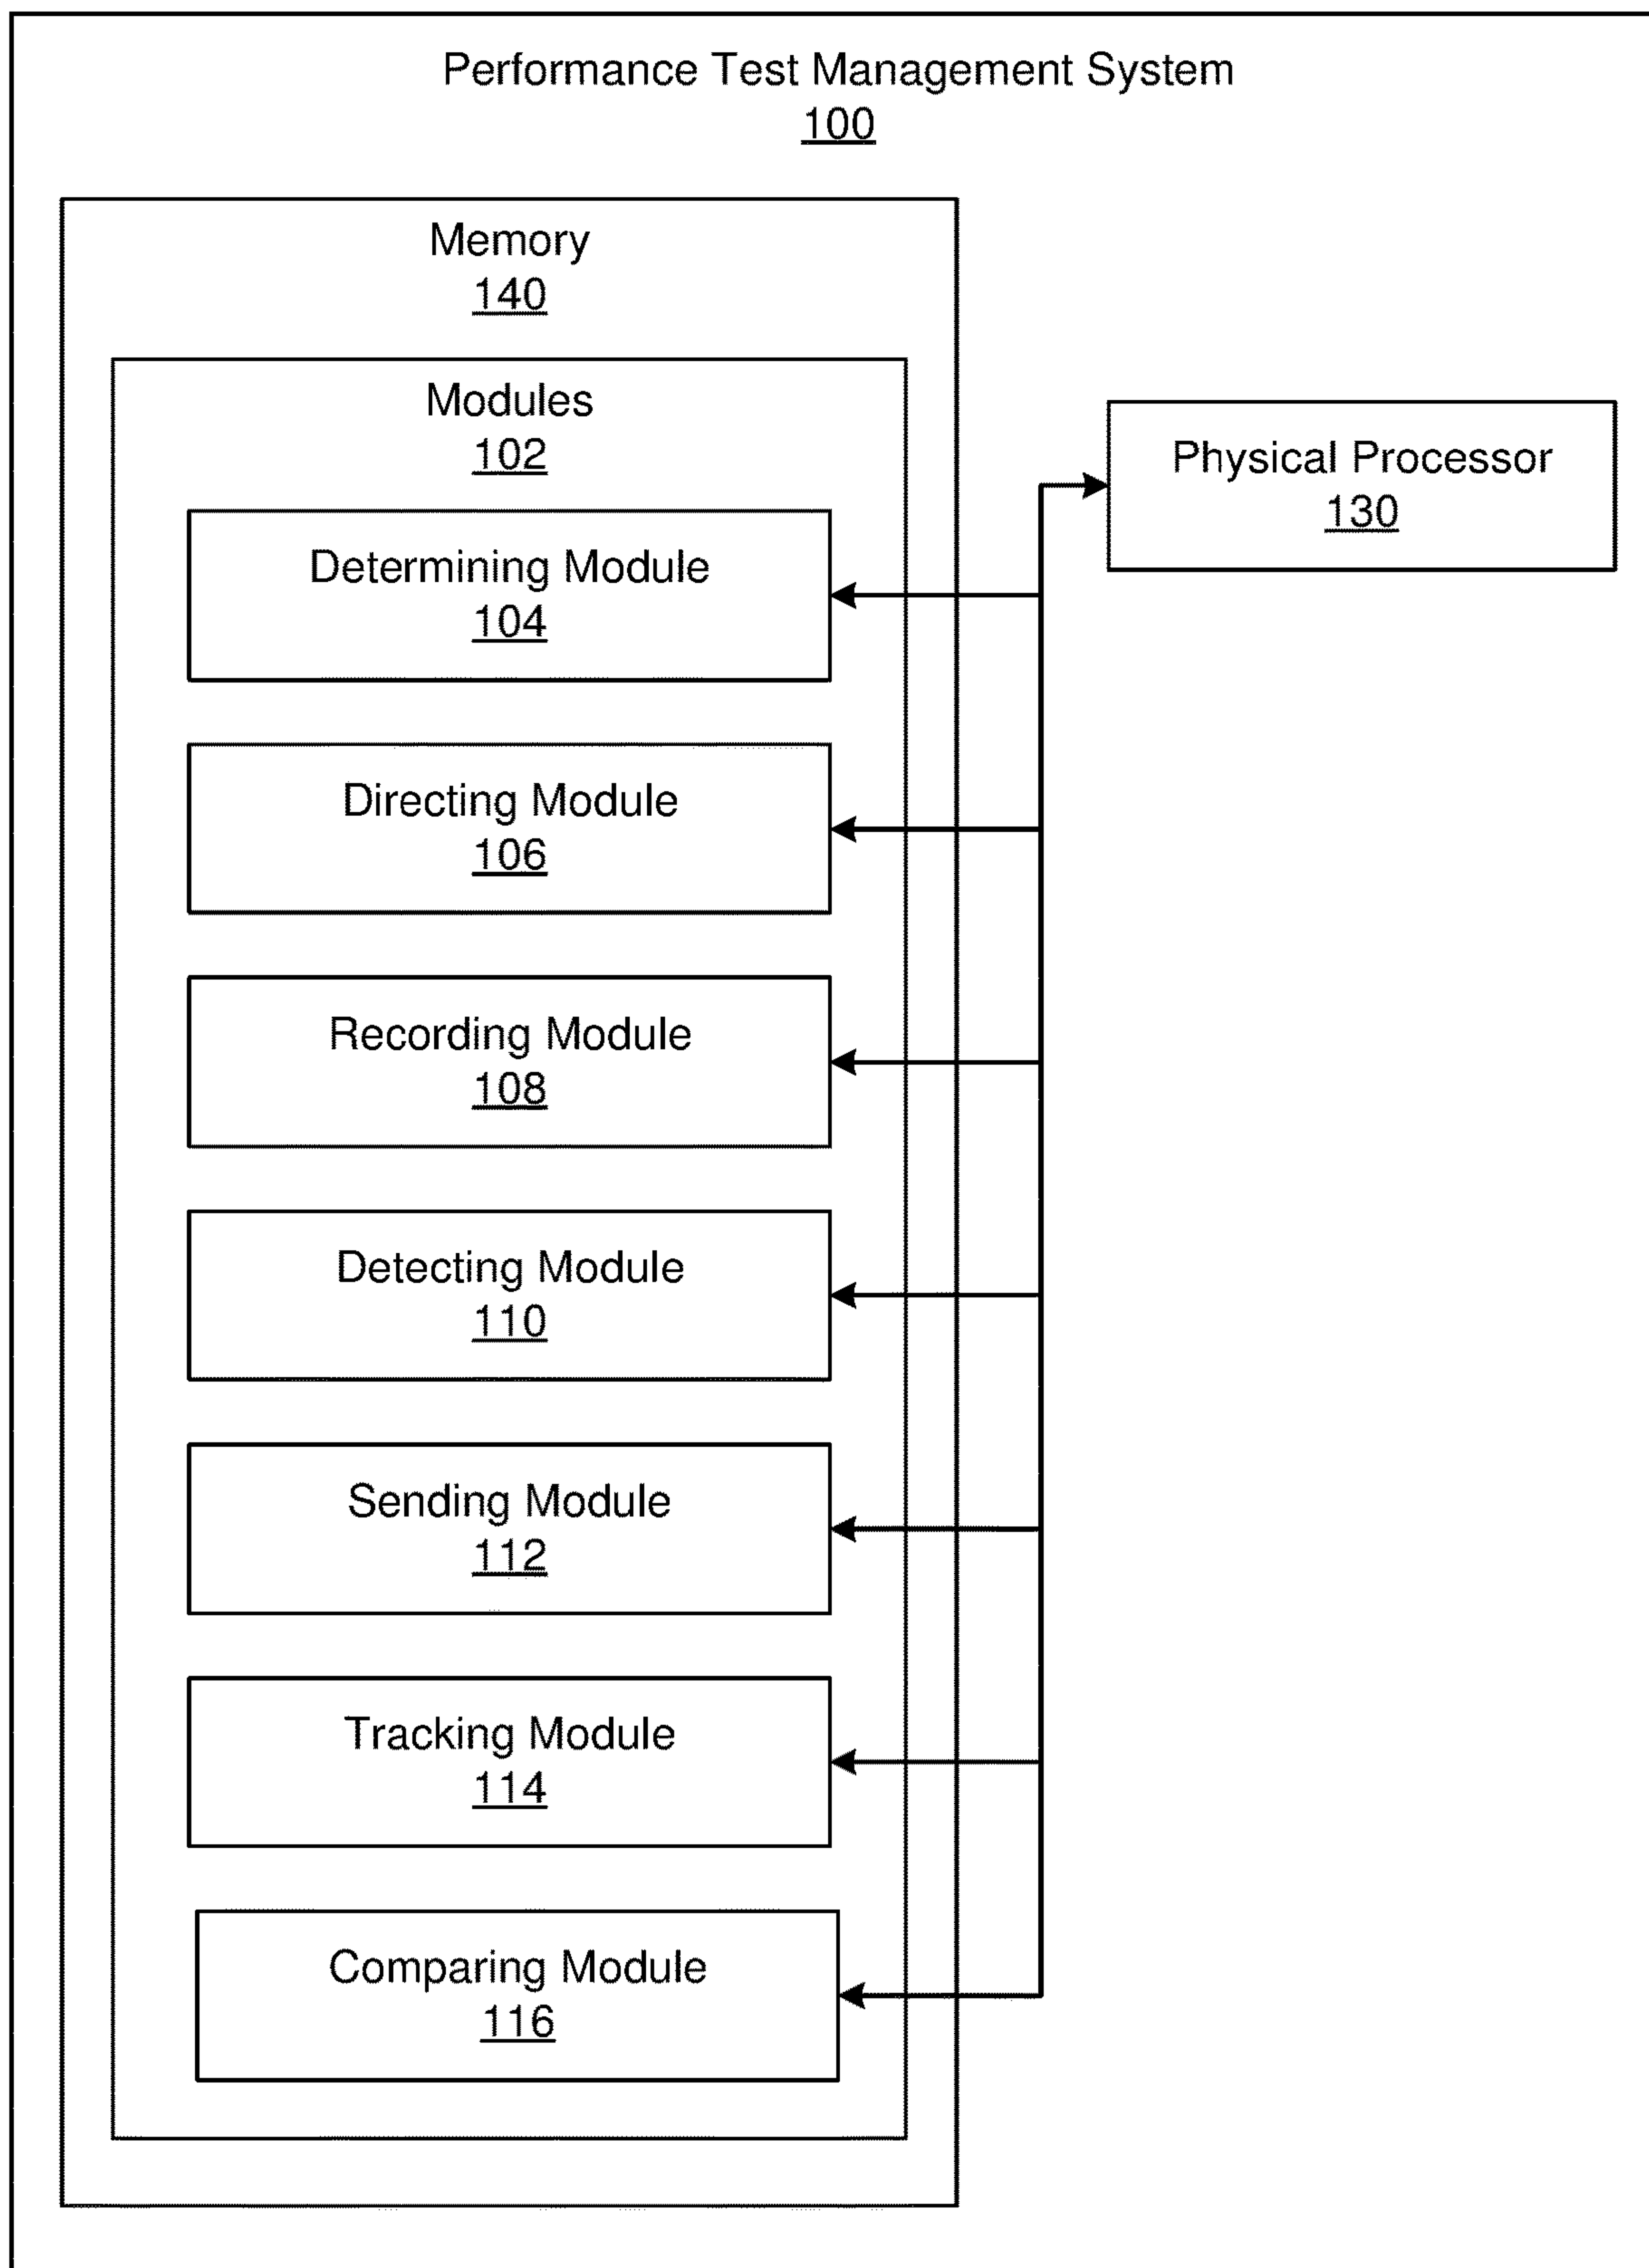 Performance Test Management System
100
Memory
140
Modules
102
Physical Processor
130
Determining Module
104
Directing Module
106
Recording Module
108
Detecting Module
110
Sending Module
112
Tracking Module
114
Comparing Module
116